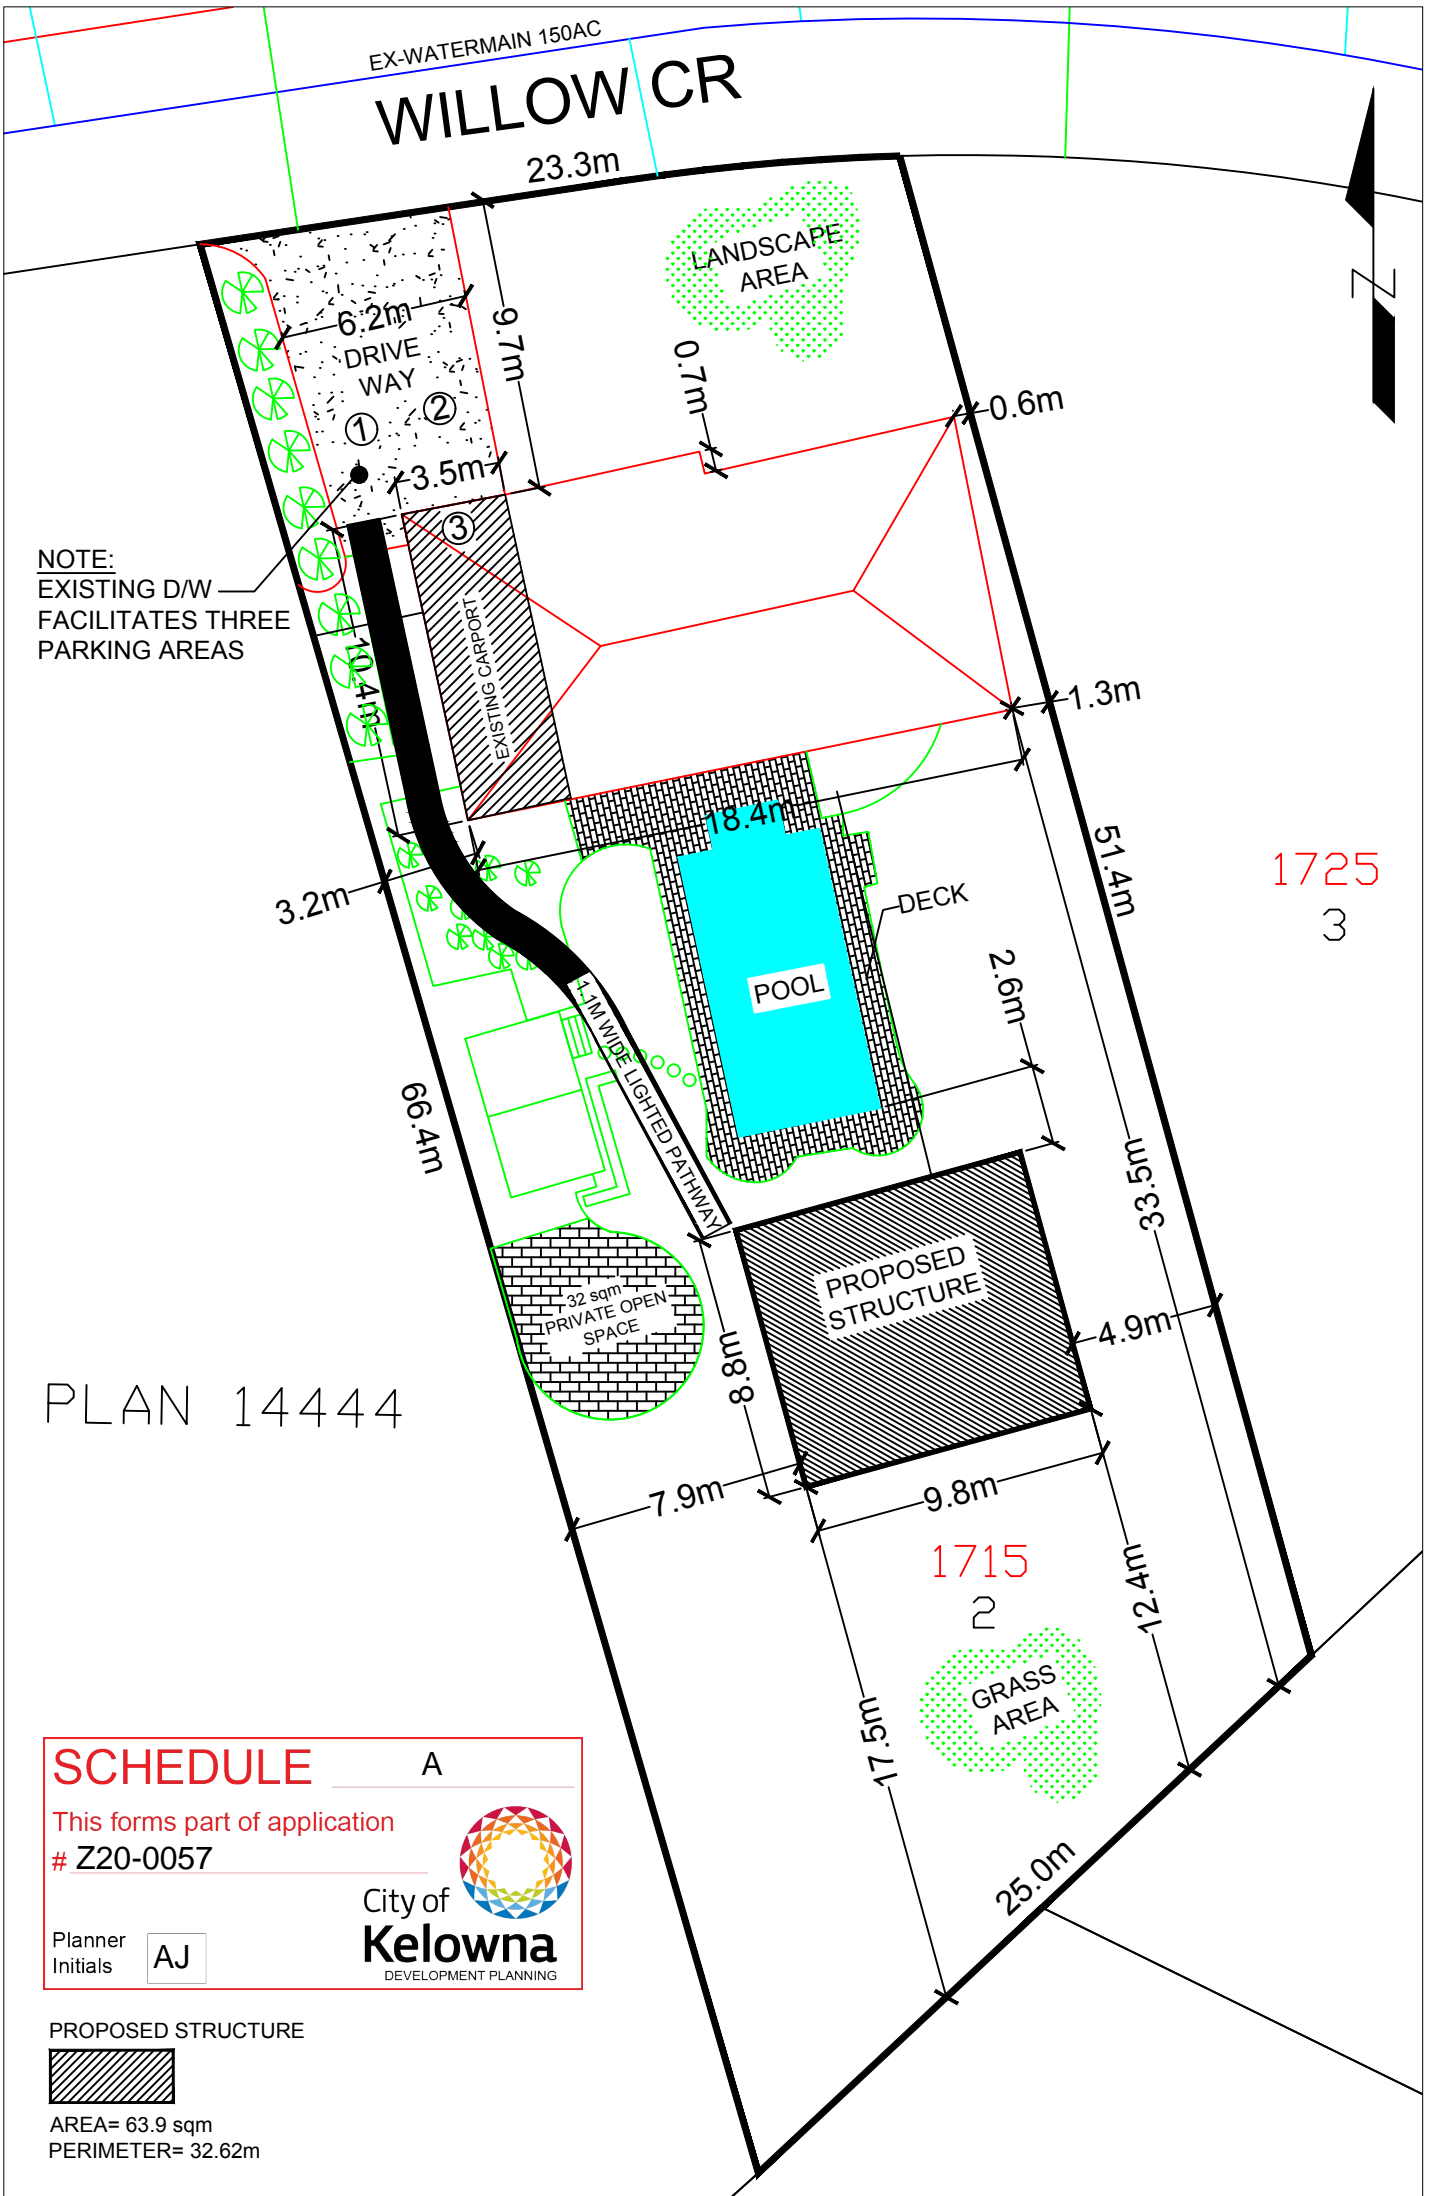 EX-WATERMAIN 150AC
WILLOW CR
23.3m
LANDSCAPE
AREA
6.2m
DRIVE
WAY
1
2
9.7m
0.7m
0.6m
N
3.5m
3
NOTE:
EXISTING D/W
FACILITATES THREE
PARKING AREAS
10.4m
EXISTING CARPORT
1.3m
18.4m
51.4m
1725
3
3.2m
DECK
POOL
2.6m
1.1M WIDE LIGHTED PATHWAY
66.4m
33.5m
PROPOSED
STRUCTURE
32 sqm
PRIVATE OPEN
SPACE
4.9m
8.8m
PLAN 14444
7.9m
9.8m
1715
2
12.4m
GRASS
AREA
17.5m
25.0m
SCHEDULE A
This forms part of application
# Z20-0057
City of
Kelowna
DEVELOPMENT PLANNING
Planner
Initials AJ
PROPOSED STRUCTURE
AREA= 63.9 sqm
PERIMETER= 32.62m